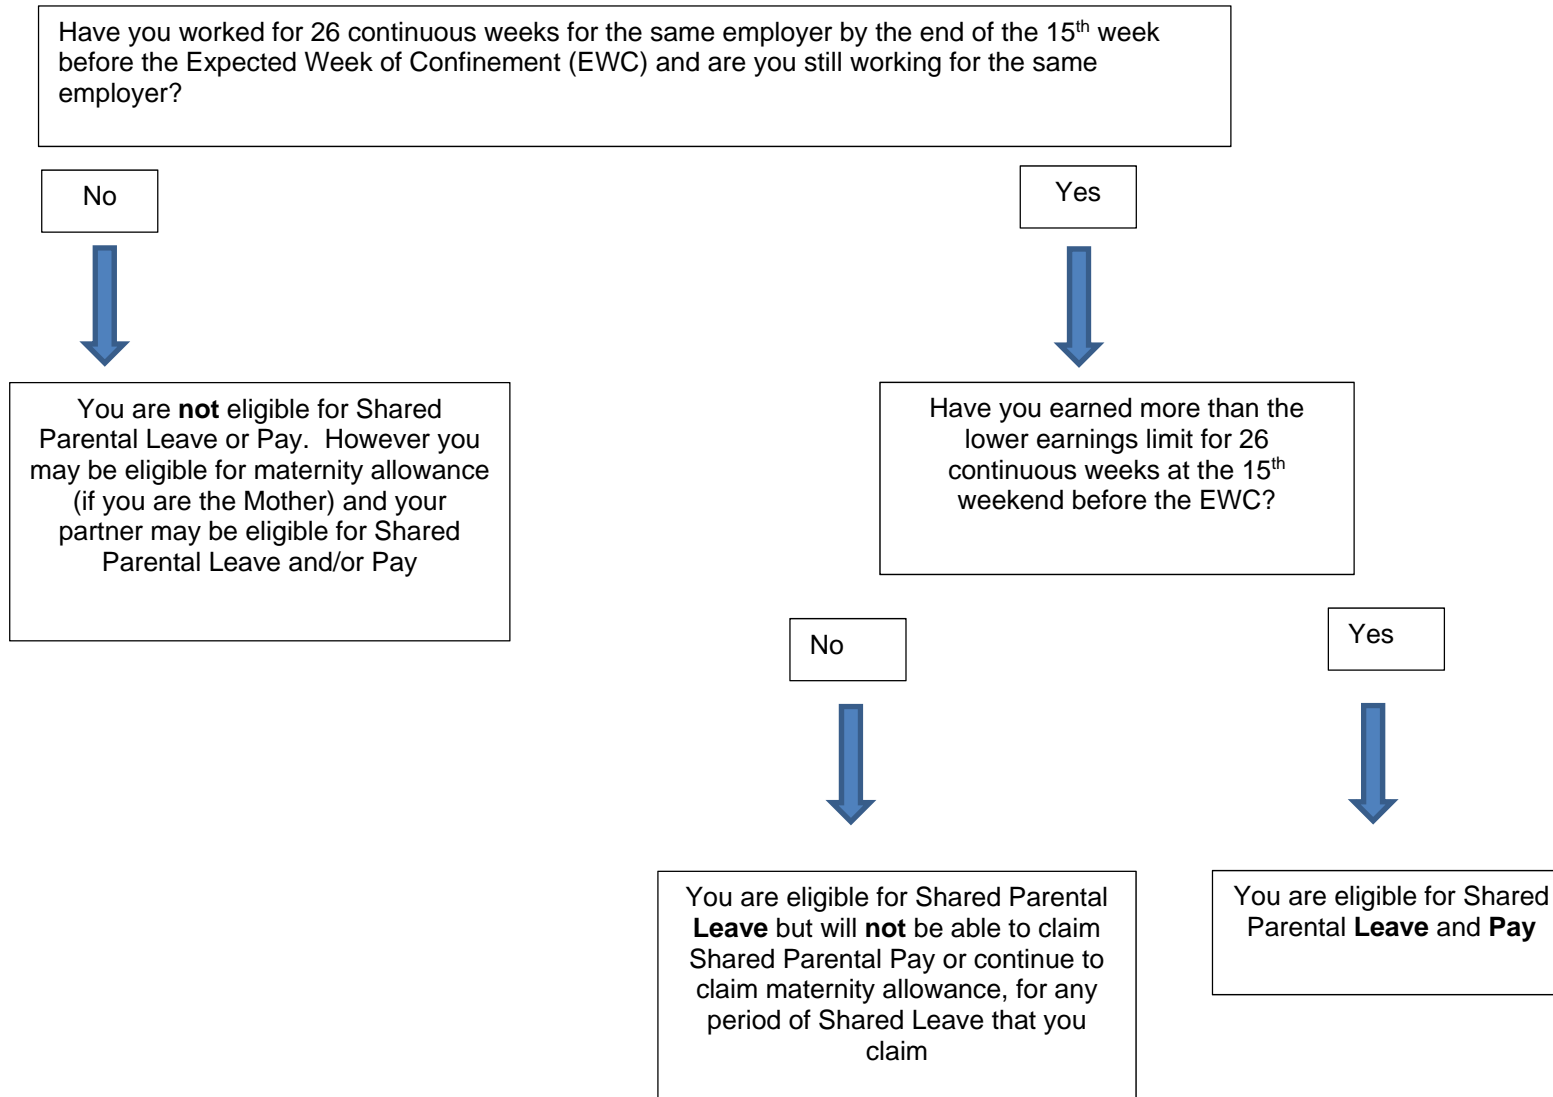 Have you worked for 26 continuous weeks for the same employer by the end of the 15th week
before the Expected Week of Confinement (EWC) and are you still working for the same
employer?
No
Yes
You are not eligible for Shared
Parental Leave or Pay.  However you
may be eligible for maternity allowance
(if you are the Mother) and your
partner may be eligible for Shared
Parental Leave and/or Pay
Have you earned more than the
lower earnings limit for 26
continuous weeks at the 15th
weekend before the EWC?
No
Yes
You are eligible for Shared Parental
Leave but will not be able to claim
Shared Parental Pay or continue to
claim maternity allowance, for any
period of Shared Leave that you
claim
You are eligible for Shared
Parental Leave and Pay